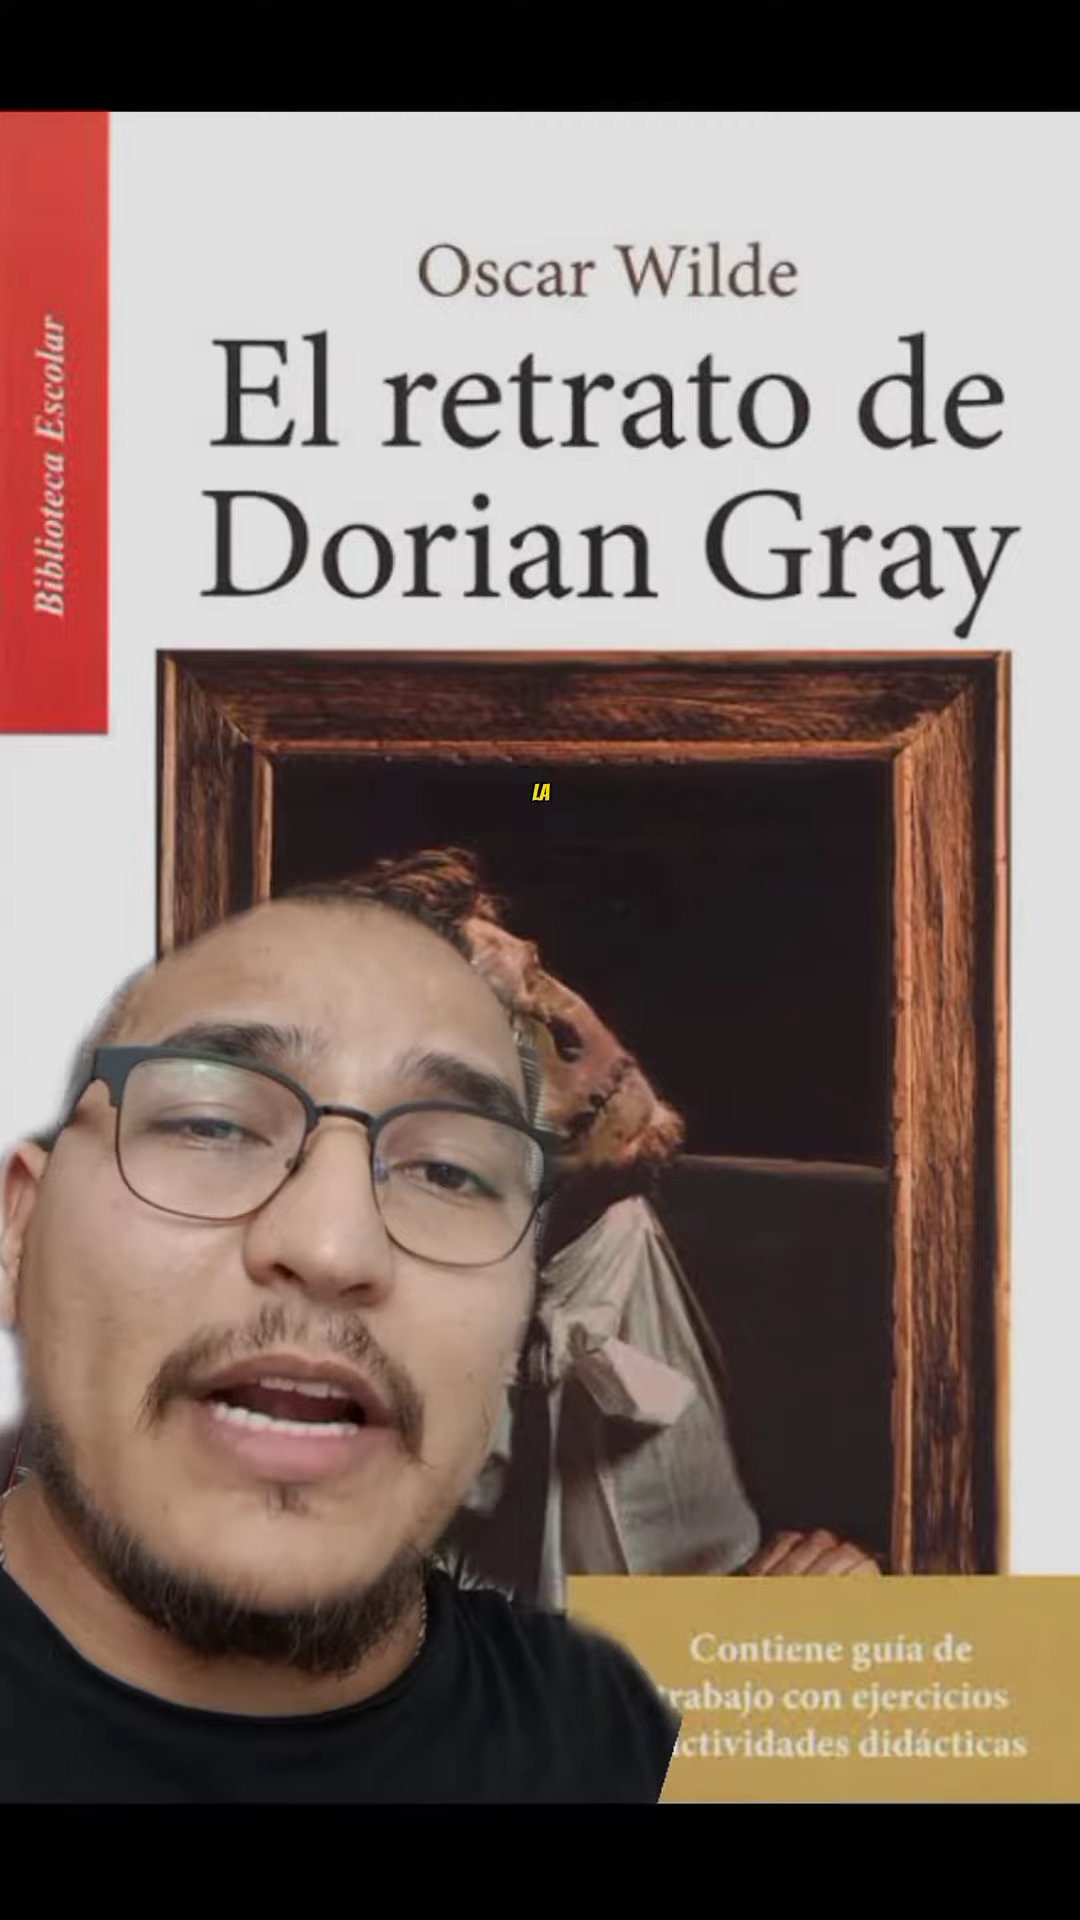 Oscar Wilde
El retrato de
Dorian Gray
Biblioteca Escolar
LA
Contiene guía de
trabajo con ejercicios
actividades didácticas